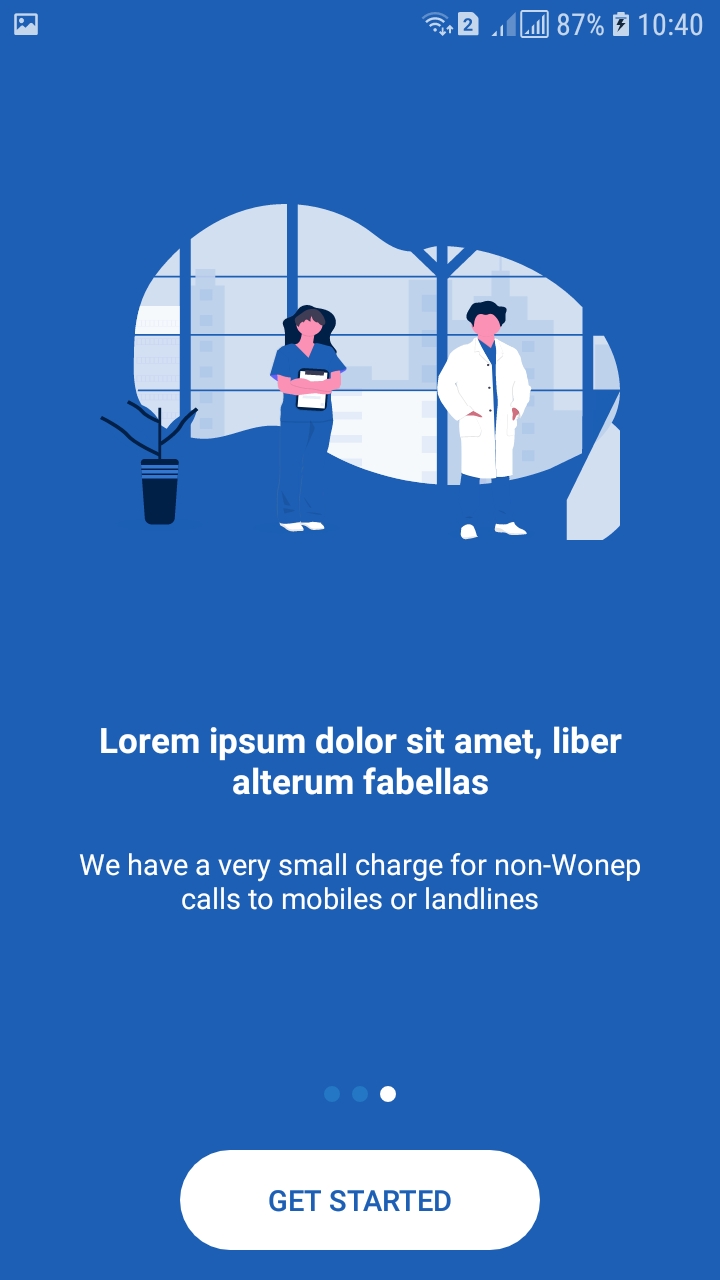 2 87% 10:40
Lorem ipsum dolor sit amet, liber
alterum fabellas
We have a very small charge for non-Wonep
calls to mobiles or landlines
GET STARTED